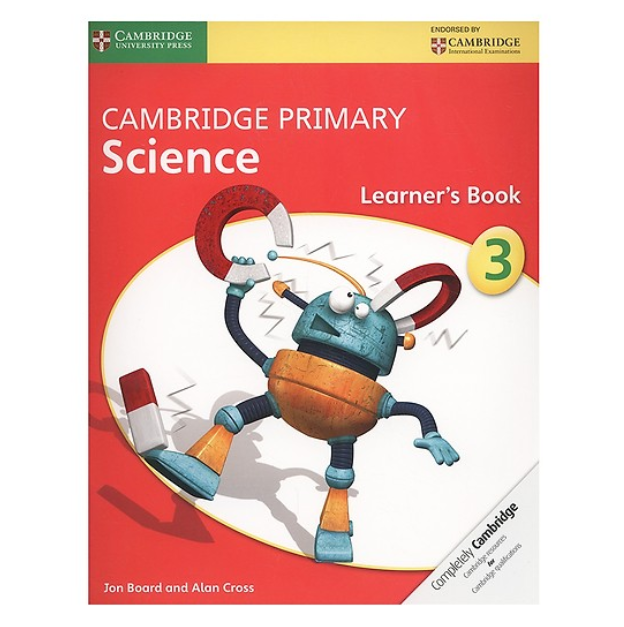 CAMBRIDGE
UNIVERSITY PRESS
ENDORSED BY
CAMBRIDGE
International Examinations
CAMBRIDGE PRIMARY
Science
Learner's Book
3
Completely Cambridge
Cambridge resources
for
Cambridge qualifications
Jon Board and Alan Cross